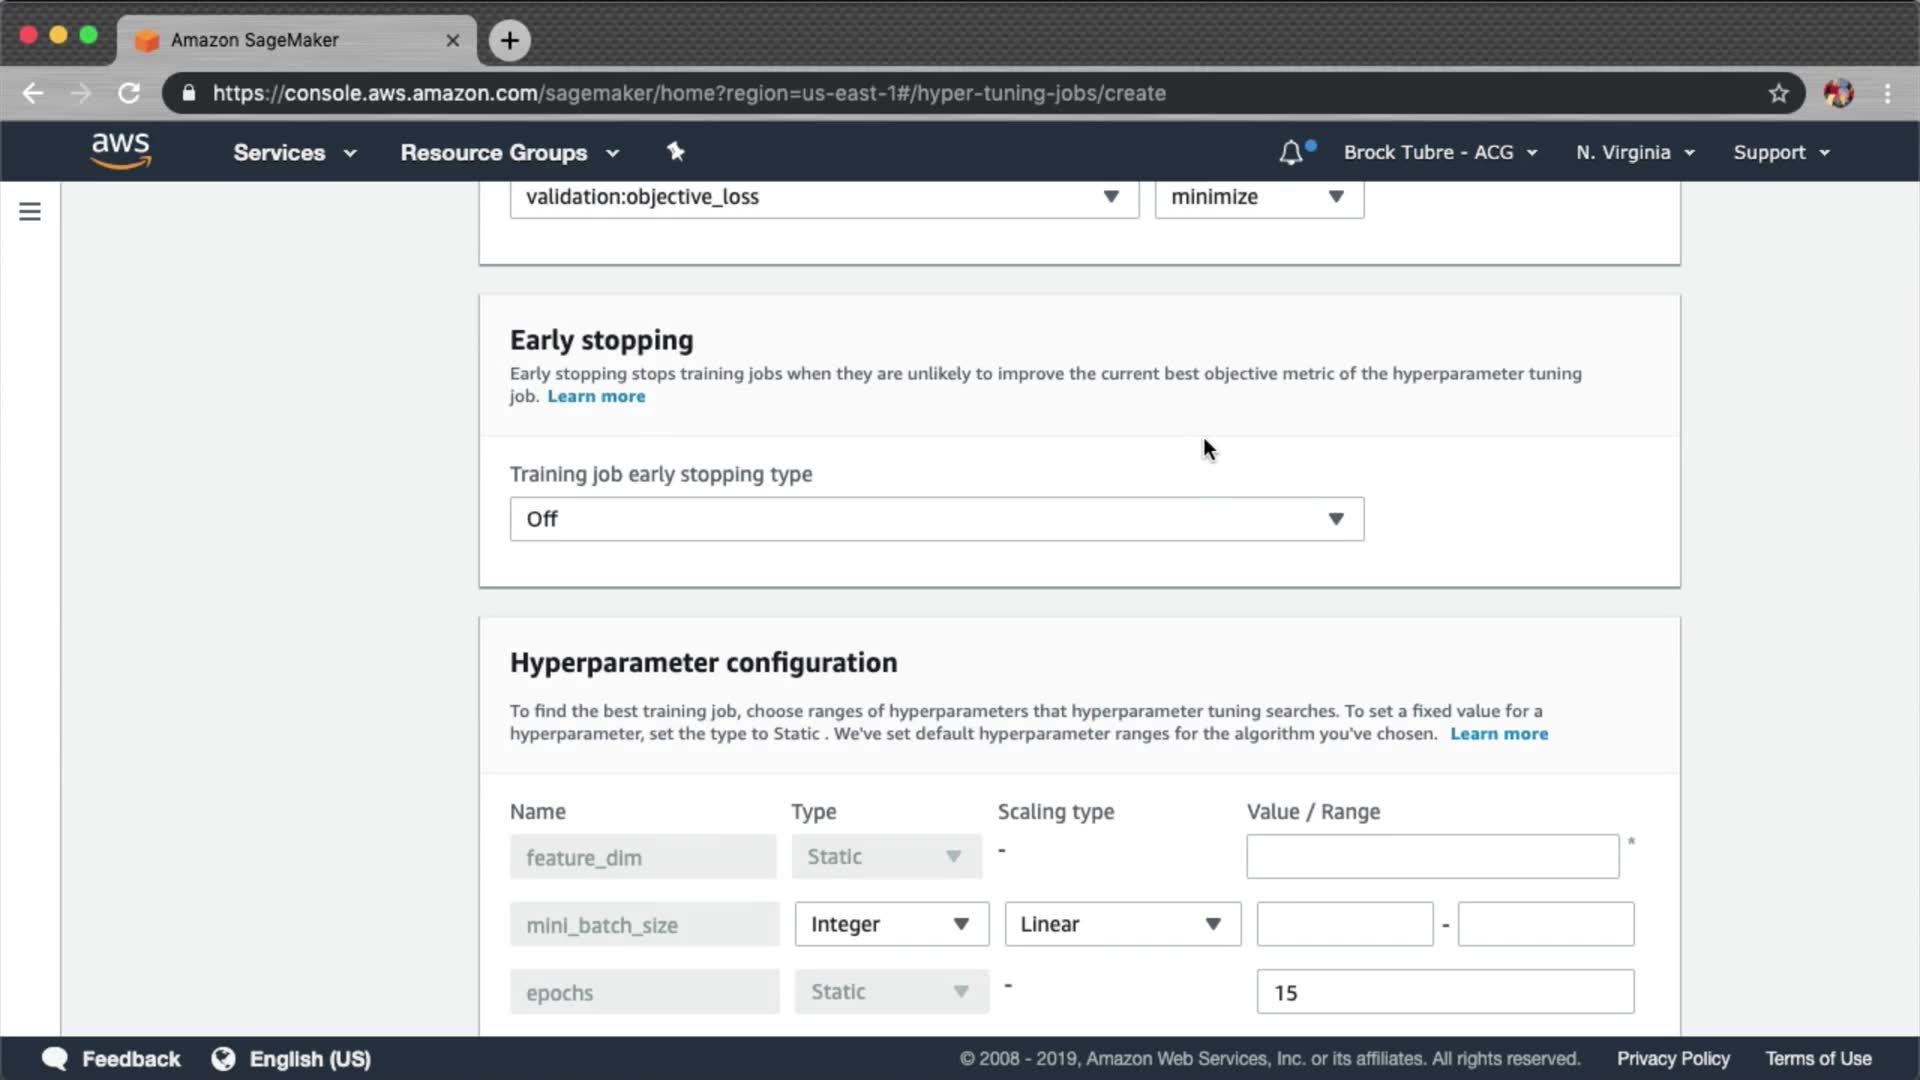 Amazon SageMaker
https://console.aws.amazon.com/sagemaker/home?region=us-east-1#/hyper-tuning-jobs/create
aws Services Resource Groups Brock Tubre - ACG N. Virginia Support
validation:objective_loss minimize
Early stopping
Early stopping stops training jobs when they are unlikely to improve the current best objective metric of the hyperparameter tuning
job. Learn more
Training job early stopping type
Off
Hyperparameter configuration
To find the best training job, choose ranges of hyperparameters that hyperparameter tuning searches. To set a fixed value for a
hyperparameter, set the type to Static . We've set default hyperparameter ranges for the algorithm you've chosen. Learn more
Name Type Scaling type Value / Range
feature_dim Static - *
mini_batch_size Integer Linear -
epochs Static - 15
Feedback English (US) © 2008 - 2019, Amazon Web Services, Inc. or its affiliates. All rights reserved. Privacy Policy Terms of Use